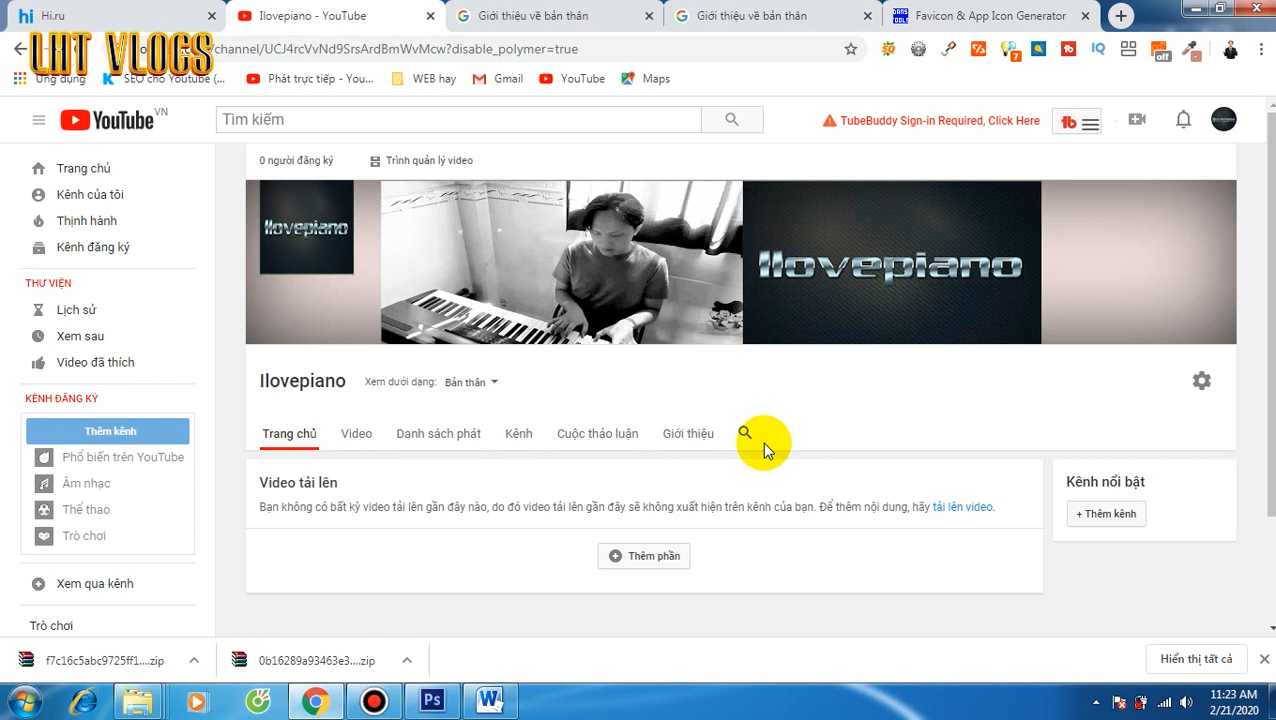 Hi.ru
Ilovepiano - YouTube
Giới thiệu về bản thân
Giới thiệu về bản thân
Favicon & App Icon Generator
LHT VLOGS
/channel/UCJ4rcVvNd9SrsArdBmWvMcw?disable_polymer=true
Ứng dụng
SEO cho Youtube (...
Phát trực tiếp - You...
WEB hay
Gmail
YouTube
Maps
YouTube VN
Tìm kiếm
TubeBuddy Sign-in Required, Click Here
Trang chủ
Kênh của tôi
Thịnh hành
Kênh đăng ký
THƯ VIỆN
Lịch sử
Xem sau
Video đã thích
KÊNH ĐĂNG KÝ
Thêm kênh
Phổ biến trên YouTube
Âm nhạc
Thể thao
Trò chơi
Xem qua kênh
Trò chơi
0 người đăng ký
Trình quản lý video
Ilovepiano
Ilovepiano
Ilovepiano
Xem dưới dạng: Bản thân
Trang chủ
Video
Danh sách phát
Kênh
Cuộc thảo luận
Giới thiệu
Video tải lên
Bạn không có bất kỳ video tải lên gần đây nào, do đó video tải lên gần đây sẽ không xuất hiện trên kênh của bạn. Để thêm nội dung, hãy tải lên video.
Thêm phần
Kênh nổi bật
+ Thêm kênh
f7c16c5abc9725ff1....zip
0b16289a93463e3....zip
Hiển thị tất cả
11:23 AM
2/21/2020